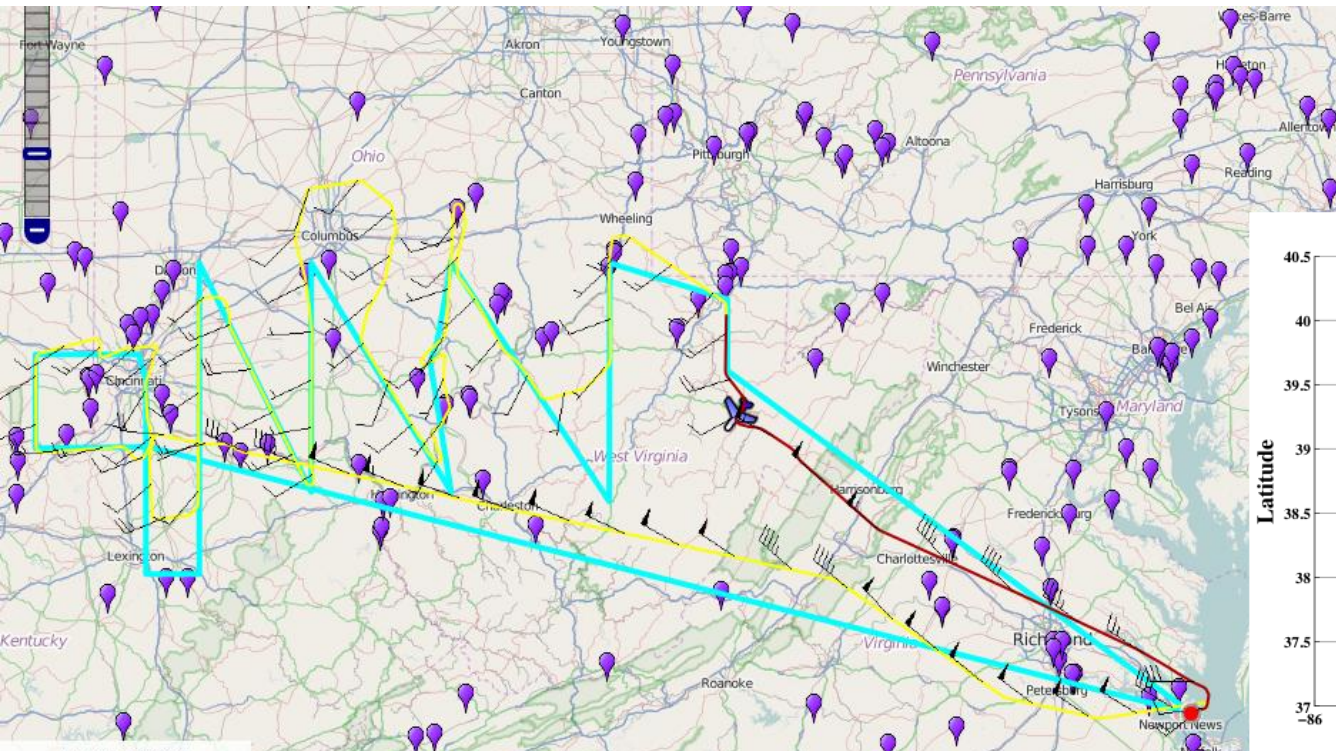 Wilkes-Barre
Fort Wayne
Akron
Youngstown
Hazleton
Pennsylvania
Canton
Allentown
Altoona
Pittsburgh
Ohio
Reading
Harrisburg
Wheeling
Columbus
York
40.5
Dayton
Bel Air
40
Frederick
Baltimore
Winchester
Cincinnati
39.5
Tysons
Maryland
39
West Virginia
Latitude
Harrisonburg
Huntington
Charleston
Fredericksburg
38.5
Lexington
Charlottesville
38
Kentucky
Virginia
Richmond
37.5
Roanoke
Petersburg
37
-86
Newport News